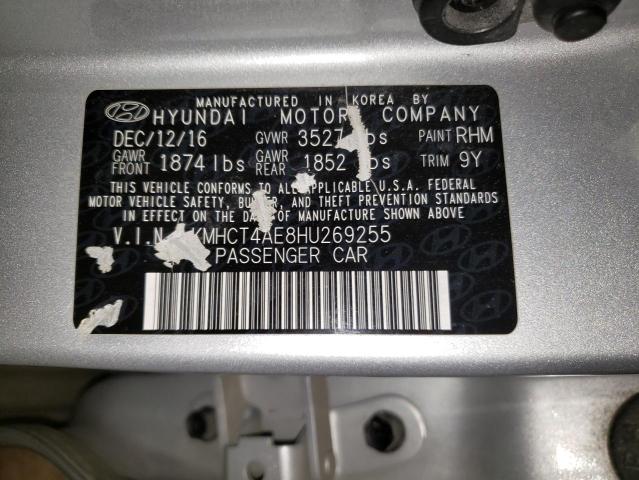 MANUFACTURED IN KOREA BY
HYUNDAI MOTOR COMPANY
DEC/12/16 GVWR 3527 lbs PAINT RHM
GAWR FRONT 1874 lbs GAWR REAR 1852 lbs TRIM 9Y
THIS VEHICLE CONFORMS TO ALL APPLICABLE U.S.A. FEDERAL
MOTOR VEHICLE SAFETY, BUMPER, AND THEFT PREVENTION STANDARDS
IN EFFECT ON THE DATE OF MANUFACTURE SHOWN ABOVE.
V.I.N. KMHCT4AE8HU269255
PASSENGER CAR